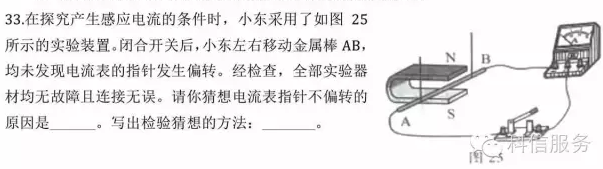 33.在探究产生感应电流的条件时，小东采用了如图 25
所示的实验装置。闭合开关后，小东左右移动金属棒 AB，
均未发现电流表的指针发生偏转。经检查，全部实验器
材均无故障且连接无误。请你猜想电流表指针不偏转的
原因是______。写出检验猜想的方法：_______。
N
B
A
A
S
图 25
科信服务